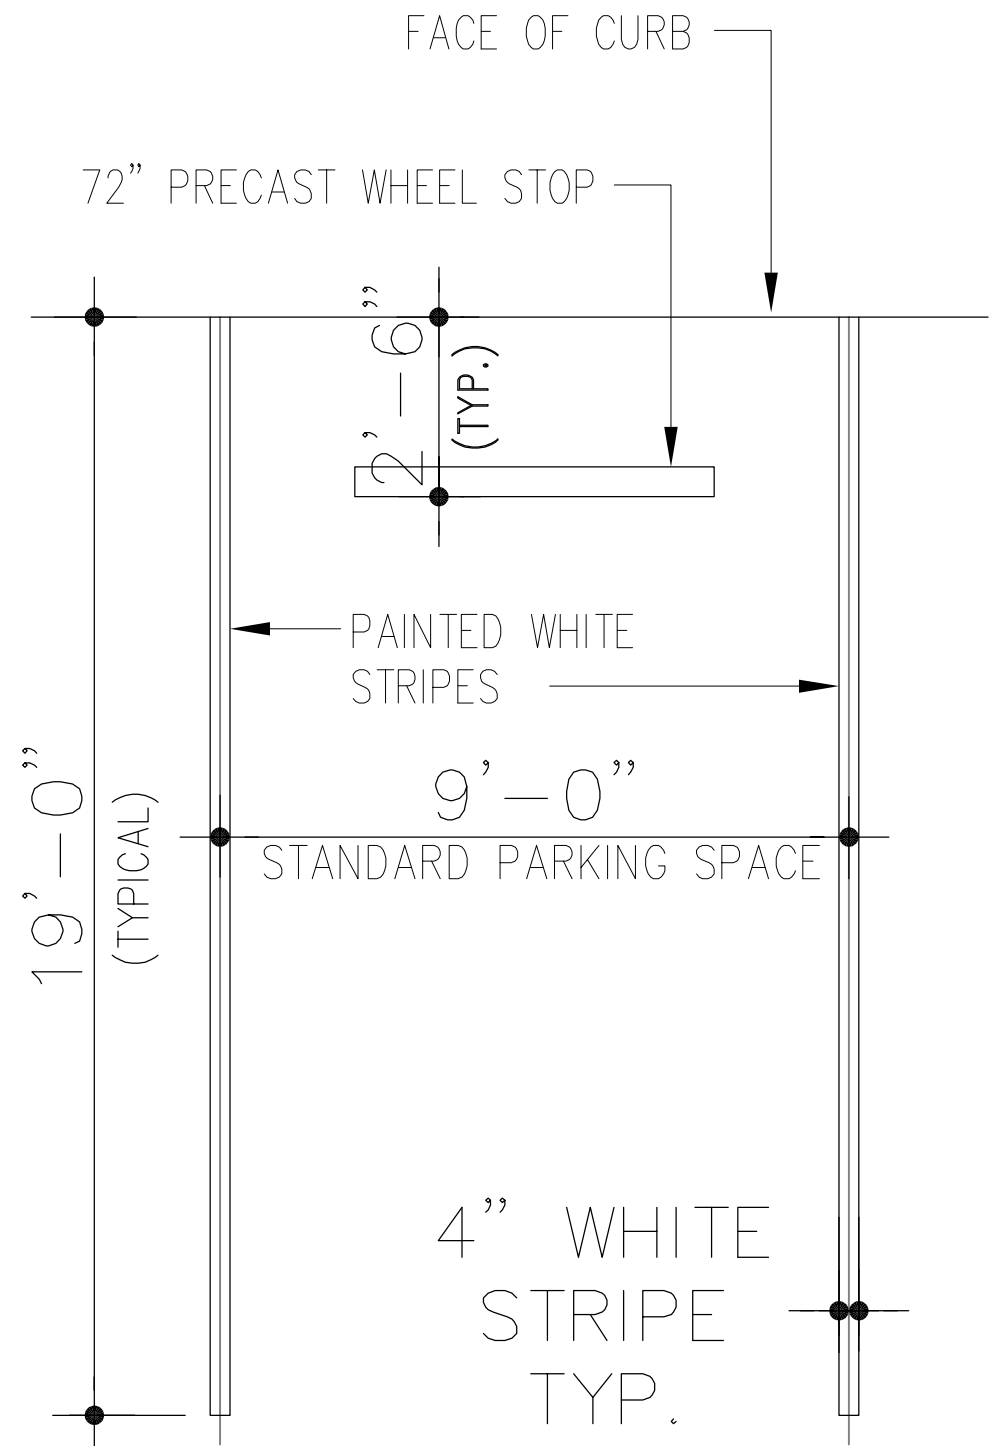 FACE OF CURB
72” PRECAST WHEEL STOP
2’-6”
(TYP.)
PAINTED WHITE
STRIPES
19’-0”
(TYPICAL)
9’-0”
STANDARD PARKING SPACE
4” WHITE
STRIPE
TYP.